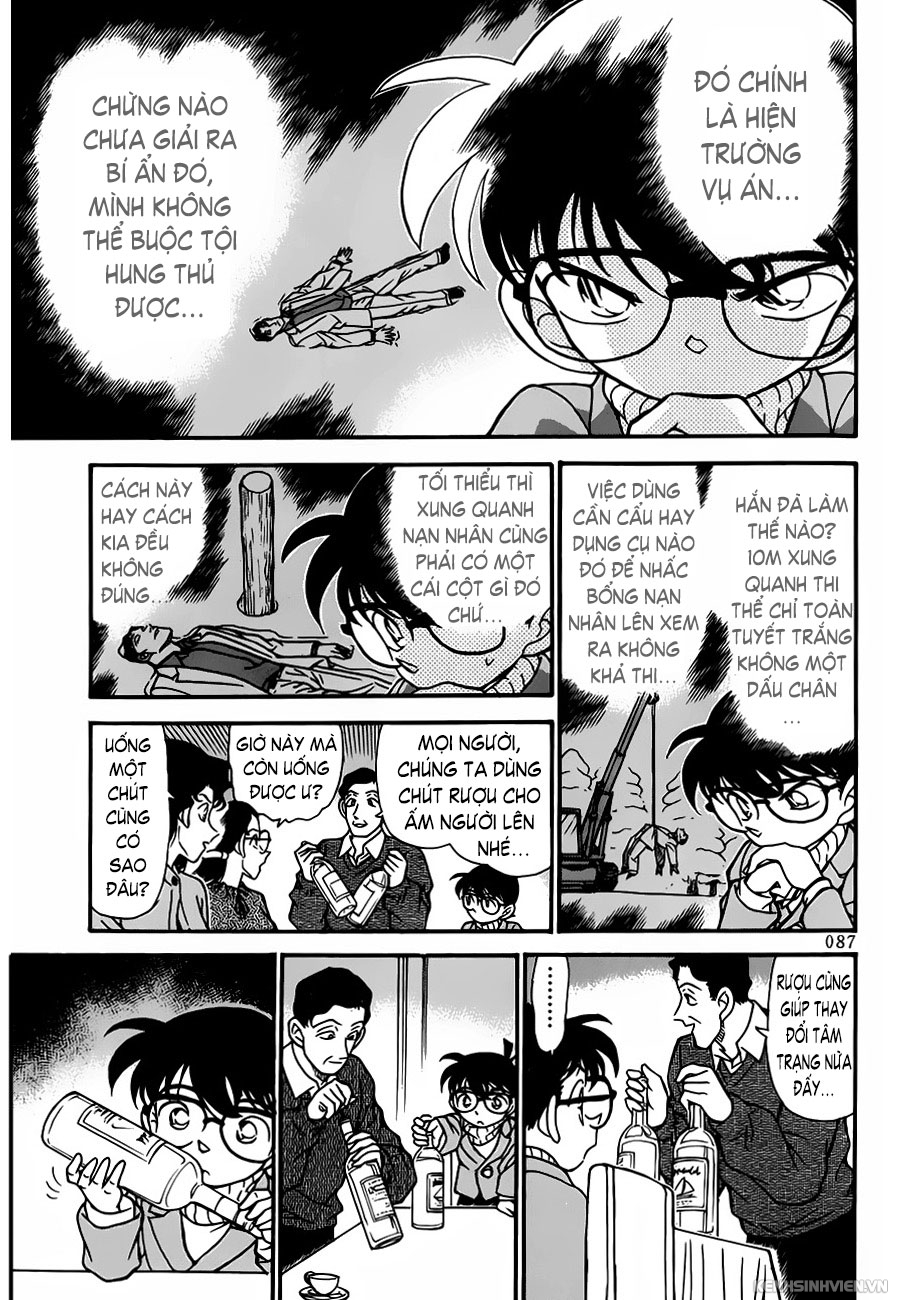 ĐÓ CHÍNH
LÀ HIỆN
TRƯỜNG
VỤ ÁN...
CHỪNG NÀO
CHƯA GIẢI RA
BÍ ẨN ĐÓ,
MÌNH KHÔNG
THỂ BUỘC TỘI
HUNG THỦ
ĐƯỢC...
HẮN ĐÃ LÀM
THẾ NÀO?
10M XUNG
QUANH THI
THỂ CHỈ TOÀN
TUYẾT TRẮNG
KHÔNG MỘT
DẤU CHÂN
...
VIỆC DÙNG
CẦN CẨU HAY
DỤNG CỤ NÀO
ĐÓ ĐỂ NHẤC
BỔNG NẠN
NHÂN LÊN XEM
RA KHÔNG
KHẢ THI...
TỐI THIỂU THÌ
XUNG QUANH
NẠN NHÂN CŨNG
PHẢI CÓ MỘT
CÁI CỘT GÌ ĐÓ
CHỨ...
CÁCH NÀY
HAY CÁCH
KIA ĐỀU
KHÔNG
ĐÚNG...
MỌI NGƯỜI,
CHÚNG TA DÙNG
CHÚT RƯỢU CHO
ẤM NGƯỜI LÊN
NHÉ...
GIỜ NÀY MÀ
CÒN UỐNG
ĐƯỢC Ư?
UỐNG
MỘT
CHÚT
CŨNG
CÓ
SAO
ĐÂU?
087
RƯỢU CŨNG
GIÚP THAY
ĐỔI TÂM
TRẠNG NỮA
ĐẤY...
.........
KENHSINHVIEN.VN